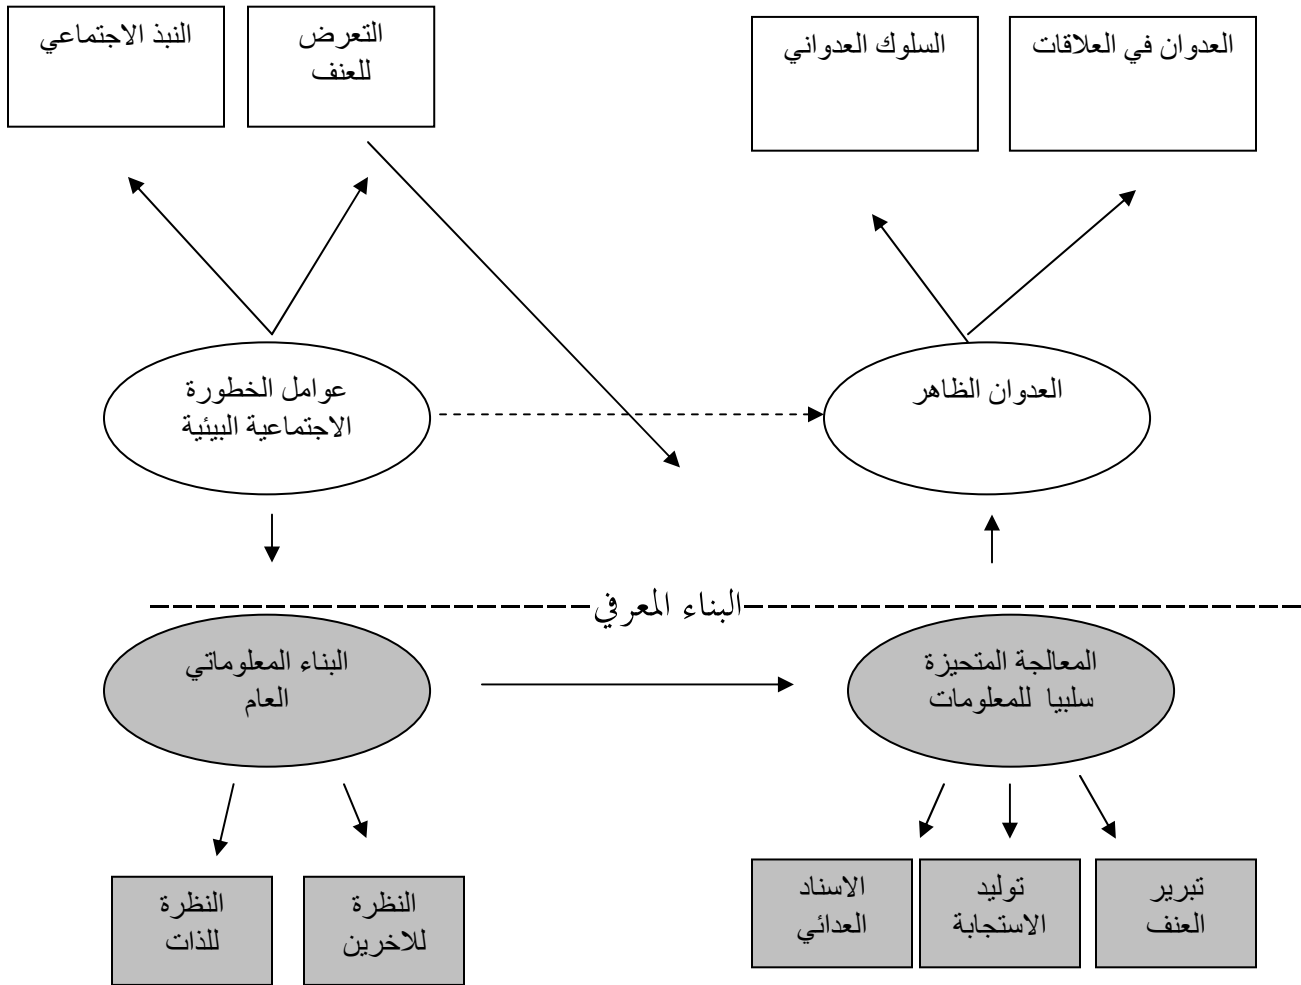 العدوان في العلاقات
السلوك العدواني
التعرض
للعنف
النبذ الاجتماعي
العدوان الظاهر
عوامل الخطورة
الاجتماعية البيئية
البناء المعرفي
المعالجة المتحيزة
سلبيا للمعلومات
البناء المعلوماتي
العام
تبرير
العنف
توليد
الاستجابة
الاسناد
العدائي
النظرة
للاخرين
النظرة
للذات